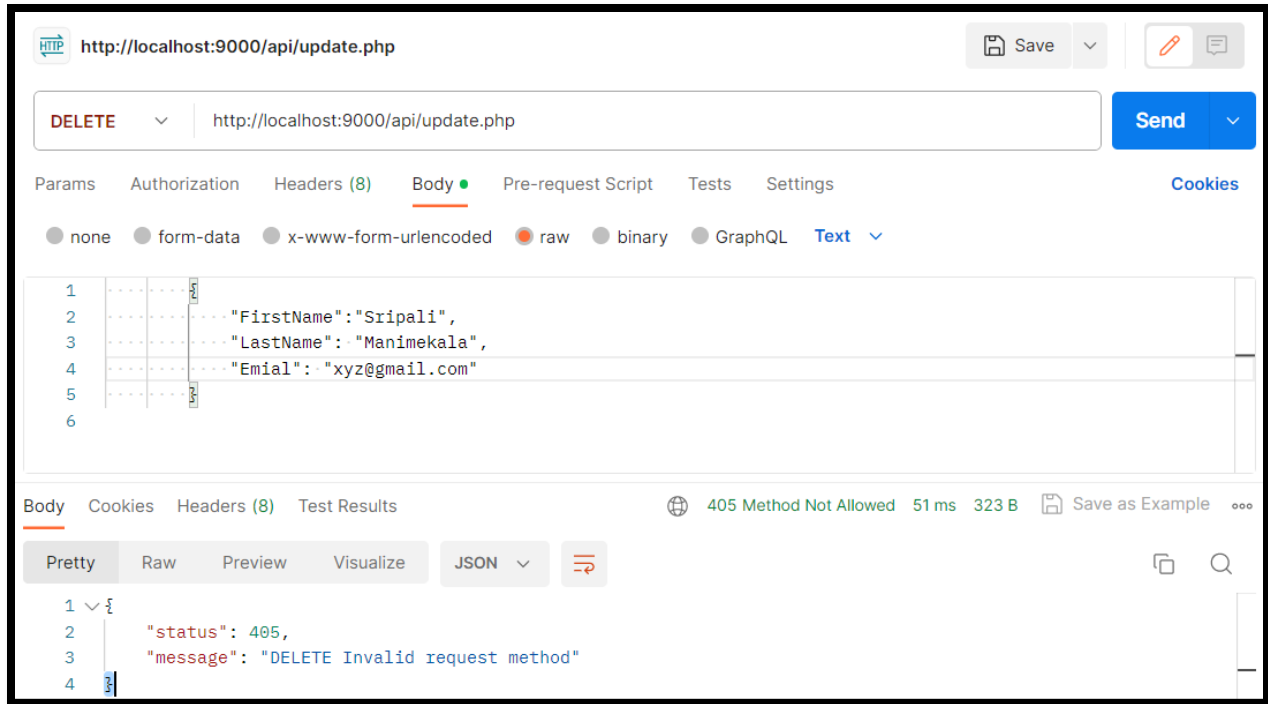 HTTP http://localhost:9000/api/update.php Save
DELETE http://localhost:9000/api/update.php Send
Params Authorization Headers (8) Body Pre-request Script Tests Settings Cookies
none form-data x-www-form-urlencoded raw binary GraphQL Text
1 {
2 "FirstName":"Sripali",
3 "LastName": "Manimekala",
4 "Emial": "xyz@gmail.com"
5 }
6
Body Cookies Headers (8) Test Results 405 Method Not Allowed 51 ms 323 B Save as Example
Pretty Raw Preview Visualize JSON
1 {
2 "status": 405,
3 "message": "DELETE Invalid request method"
4 }